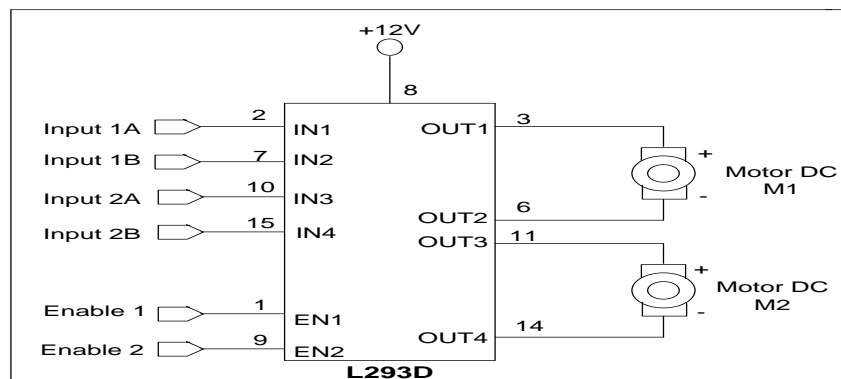 +12V
8
Input 1A 2 IN1 OUT1 3
Input 1B 7 IN2
Input 2A 10 IN3
Input 2B 15 IN4
+
Motor DC
M1
-
OUT2 6
OUT3 11
+
Motor DC
M2
-
Enable 1 1 EN1
Enable 2 9 EN2
OUT4 14
L293D